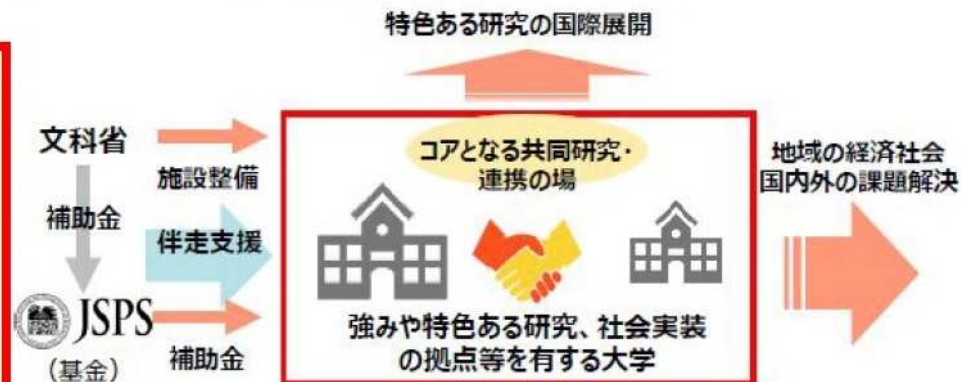 特色ある研究の国際展開
文科省
施設整備
補助金
伴走支援
JSPS
（基金）
補助金
コアとなる共同研究・
連携の場
強みや特色ある研究、社会実装
の拠点等を有する大学
地域の経済社会
国内外の課題解決